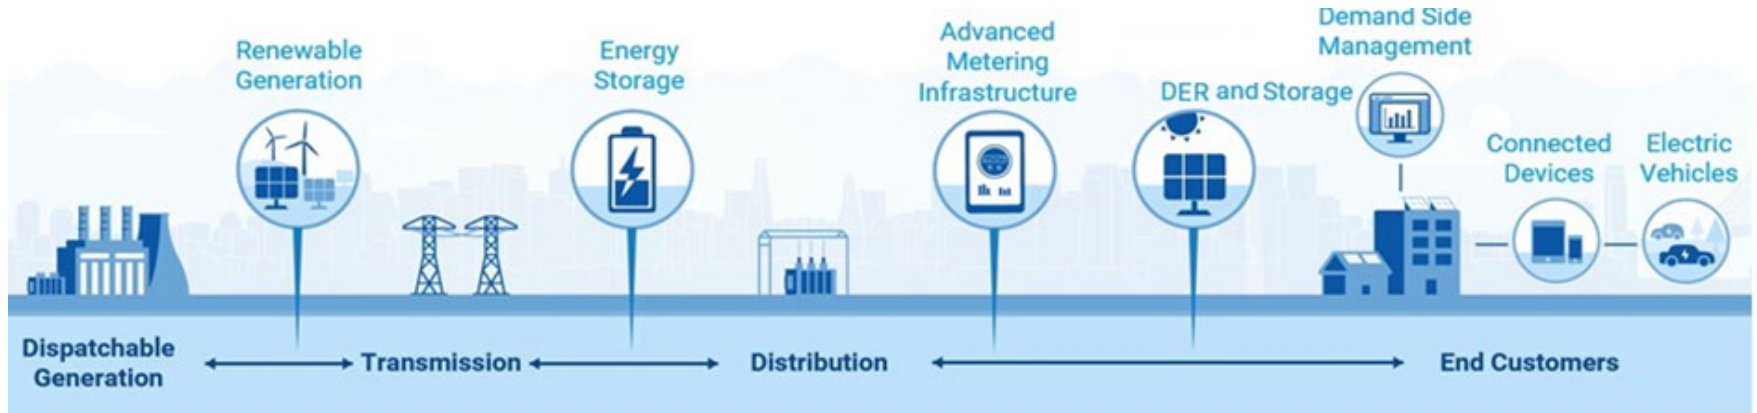 Renewable
Generation
Energy
Storage
Advanced
Metering
Infrastructure
DER and Storage
Demand Side
Management
Connected
Devices
Electric
Vehicles
Dispatchable
Generation
Transmission
Distribution
End Customers